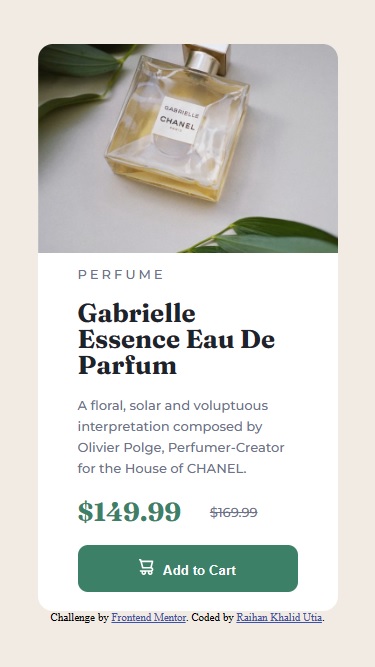 GABRIELLE
CHANEL
PARIS
PERFUME
Gabrielle
Essence Eau De
Parfum
A floral, solar and voluptuous
interpretation composed by
Olivier Polge, Perfumer-Creator
for the House of CHANEL.
$149.99 $169.99
Add to Cart
Challenge by Frontend Mentor. Coded by Raihan Khalid Utia.